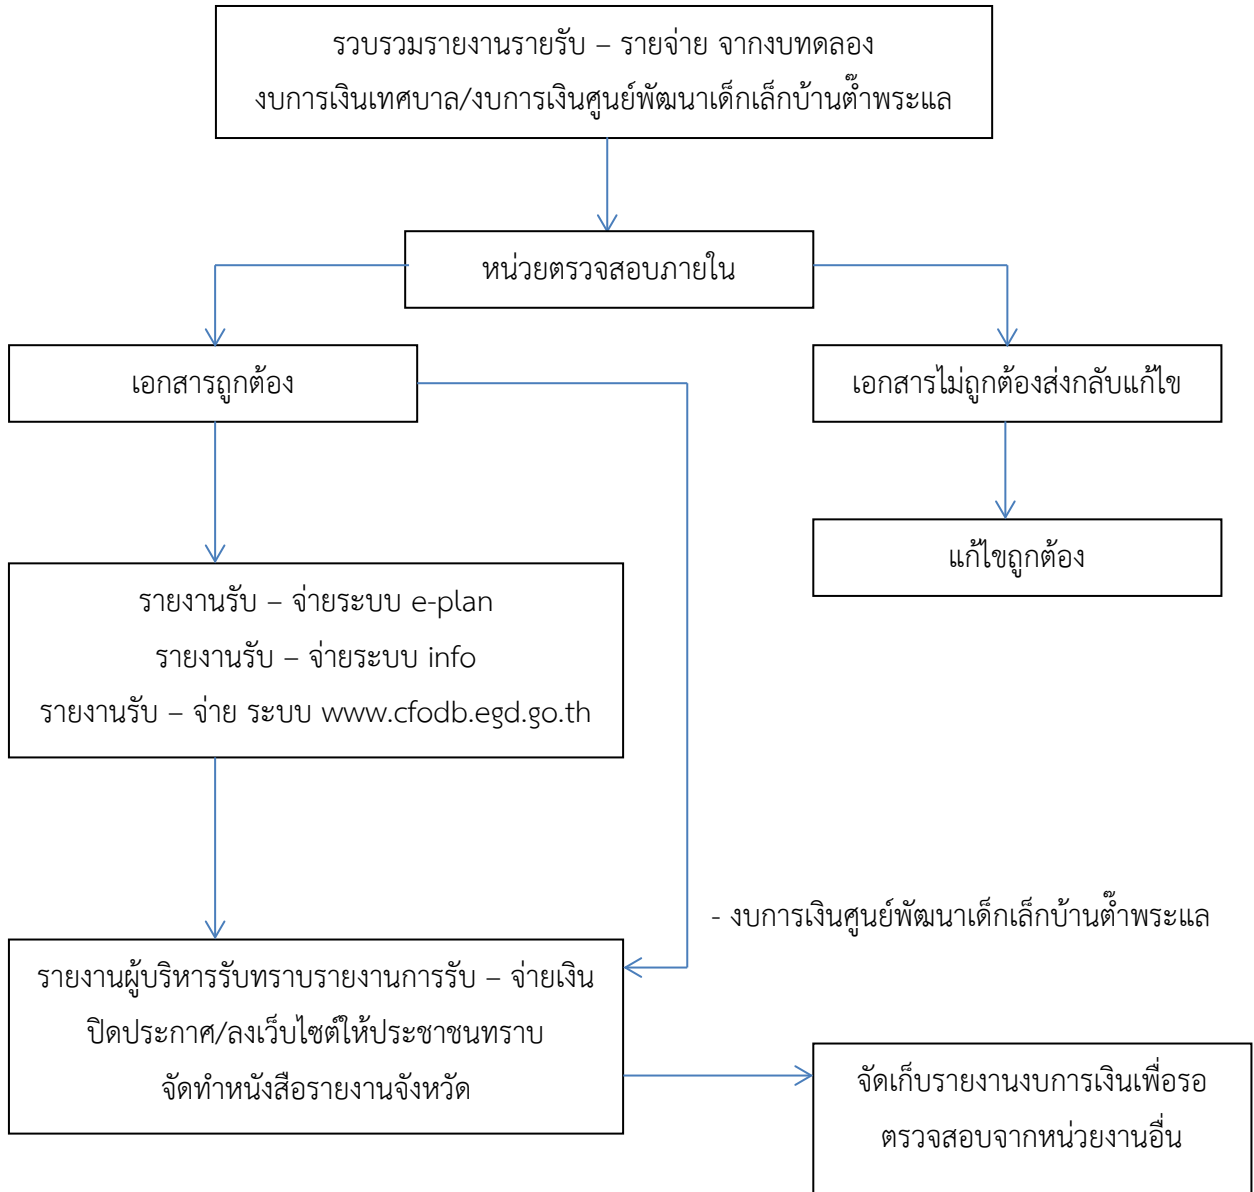 รวบรวมรายงานรายรับ – รายจ่าย จากงบทดลอง
งบการเงินเทศบาล/งบการเงินศูนย์พัฒนาเด็กเล็กบ้านต๊ำพระแล
หน่วยตรวจสอบภายใน
เอกสารถูกต้อง
เอกสารไม่ถูกต้องส่งกลับแก้ไข
แก้ไขถูกต้อง
รายงานรับ – จ่ายระบบ e-plan
รายงานรับ – จ่ายระบบ info
รายงานรับ – จ่าย ระบบ www.cfodb.egd.go.th
- งบการเงินศูนย์พัฒนาเด็กเล็กบ้านต๊ำพระแล
รายงานผู้บริหารรับทราบรายงานการรับ – จ่ายเงิน
ปิดประกาศ/ลงเว็บไซต์ให้ประชาชนทราบ
จัดทำหนังสือรายงานจังหวัด
จัดเก็บรายงานงบการเงินเพื่อรอ
ตรวจสอบจากหน่วยงานอื่น